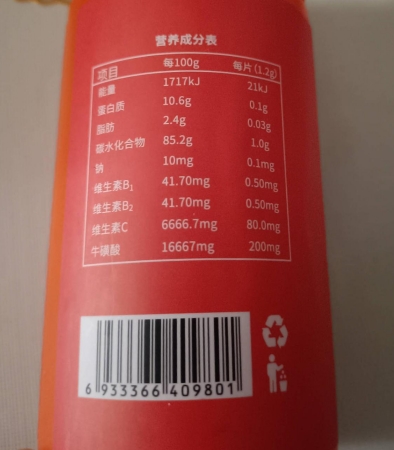 营养成分表
项目 每100g 每片(1.2g)
能量 1717kJ 21kJ
蛋白质 10.6g 0.1g
脂肪 2.4g 0.03g
碳水化合物 85.2g 1.0g
钠 10mg 0.1mg
维生素B₁ 41.70mg 0.50mg
维生素B₂ 41.70mg 0.50mg
维生素C 6666.7mg 80.0mg
牛磺酸 16667mg 200mg
6 933366 409801